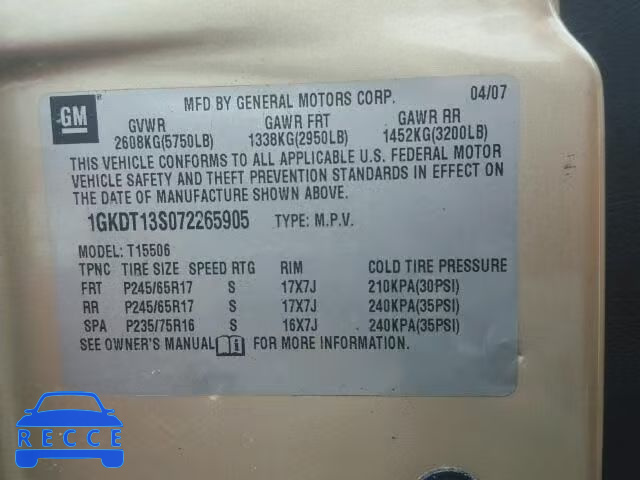 GM ®
MFD BY GENERAL MOTORS CORP. 04/07
GVWR GAWR FRT GAWR RR
2608KG(5750LB) 1338KG(2950LB) 1452KG(3200LB)
THIS VEHICLE CONFORMS TO ALL APPLICABLE U.S. FEDERAL MOTOR
VEHICLE SAFETY AND THEFT PREVENTION STANDARDS IN EFFECT ON
THE DATE OF MANUFACTURE SHOWN ABOVE.
1GKDT13S072265905 TYPE: M.P.V.
MODEL: T15506
TPNC TIRE SIZE SPEED RTG RIM COLD TIRE PRESSURE
FRT P245/65R17 S 17X7J 210KPA(30PSI)
RR P245/65R17 S 17X7J 240KPA(35PSI)
SPA P235/75R16 S 16X7J 240KPA(35PSI)
SEE OWNER'S MANUAL FOR MORE INFORMATION.
RECCE